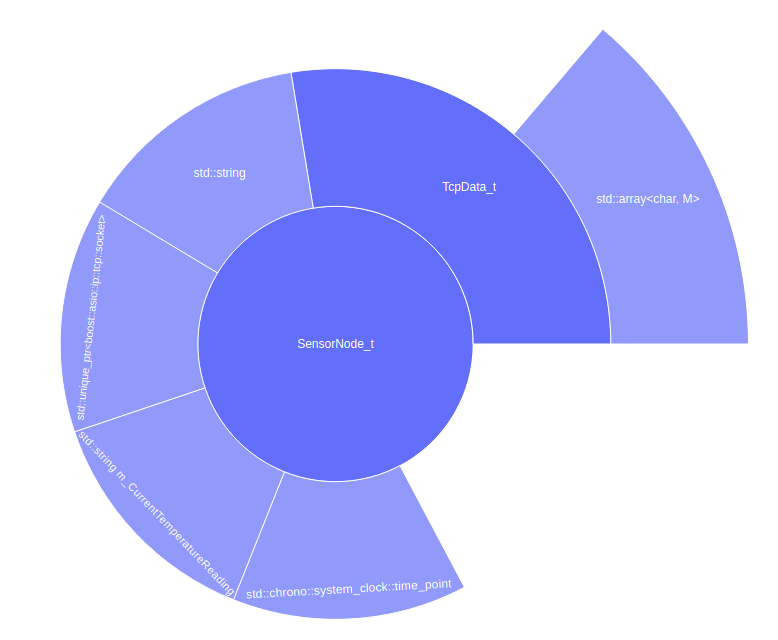 std::string
TcpData_t
std::array<char, M>
std::unique_ptr<boost::asio::ip::tcp::socket>
SensorNode_t
std::string m_CurrentTemperatureReading
std::chrono::system_clock::time_point